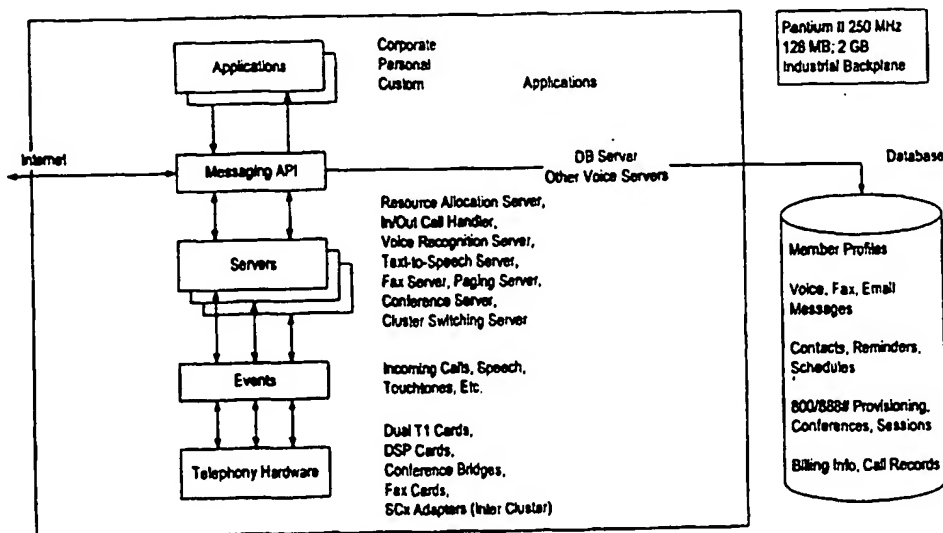 Applications
Corporate
Personal
Custom
Applications
Pantium II 250 MHz
128 MB; 2 GB
Industrial Backplane
Internet
Messaging API
DB Server
Other Voice Servers
Database
Resource Allocation Server,
In/Out Call Handler,
Voice Recognition Server,
Text-to-Speech Server,
Fax Server, Paging Server,
Conference Server,
Cluster Switching Server
Servers
Events
Incoming Calls, Speech,
Touchtones, Etc.
Telephony Hardware
Dual T1 Cards,
DSP Cards,
Conference Bridges,
Fax Cards,
SCx Adapters (Inter Cluster)
Member Profiles
Voice, Fax, Email
Messages
Contacts, Reminders,
Schedules
800/888# Provisioning,
Conferences, Sessions
Billing Info, Call Records